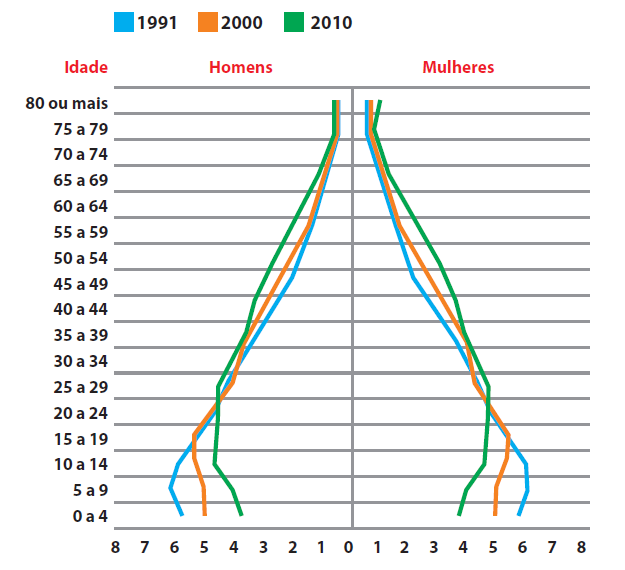 1991 2000 2010
Idade Homens Mulheres
80 ou mais
75 a 79
70 a 74
65 a 69
60 a 64
55 a 59
50 a 54
45 a 49
40 a 44
35 a 39
30 a 34
25 a 29
20 a 24
15 a 19
10 a 14
5 a 9
0 a 4
8 7 6 5 4 3 2 1 0 1 2 3 4 5 6 7 8